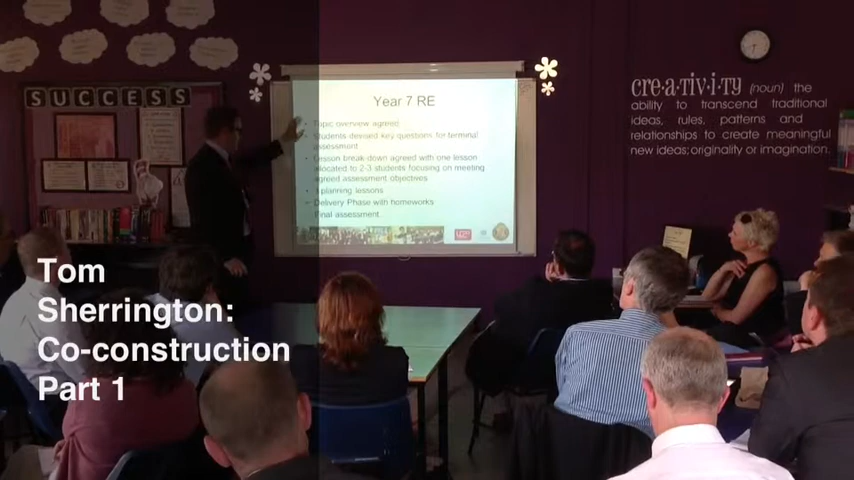 SUCCESS
Year 7 RE
Topic overview agreed
Students devised key questions for terminal
assessment
Lesson break down agreed with one lesson
allocated to 2-3 students focusing on meeting
agreed assessment objectives
planning lessons
Delivery Phase with homeworks
Final assessment
cre·a·tiv·i·ty (noun) the
ability to transcend traditional
ideas, rules, patterns and
relationships to create meaningful
new ideas; originality or imagination.
Tom
Sherrington:
Co-construction
Part 1